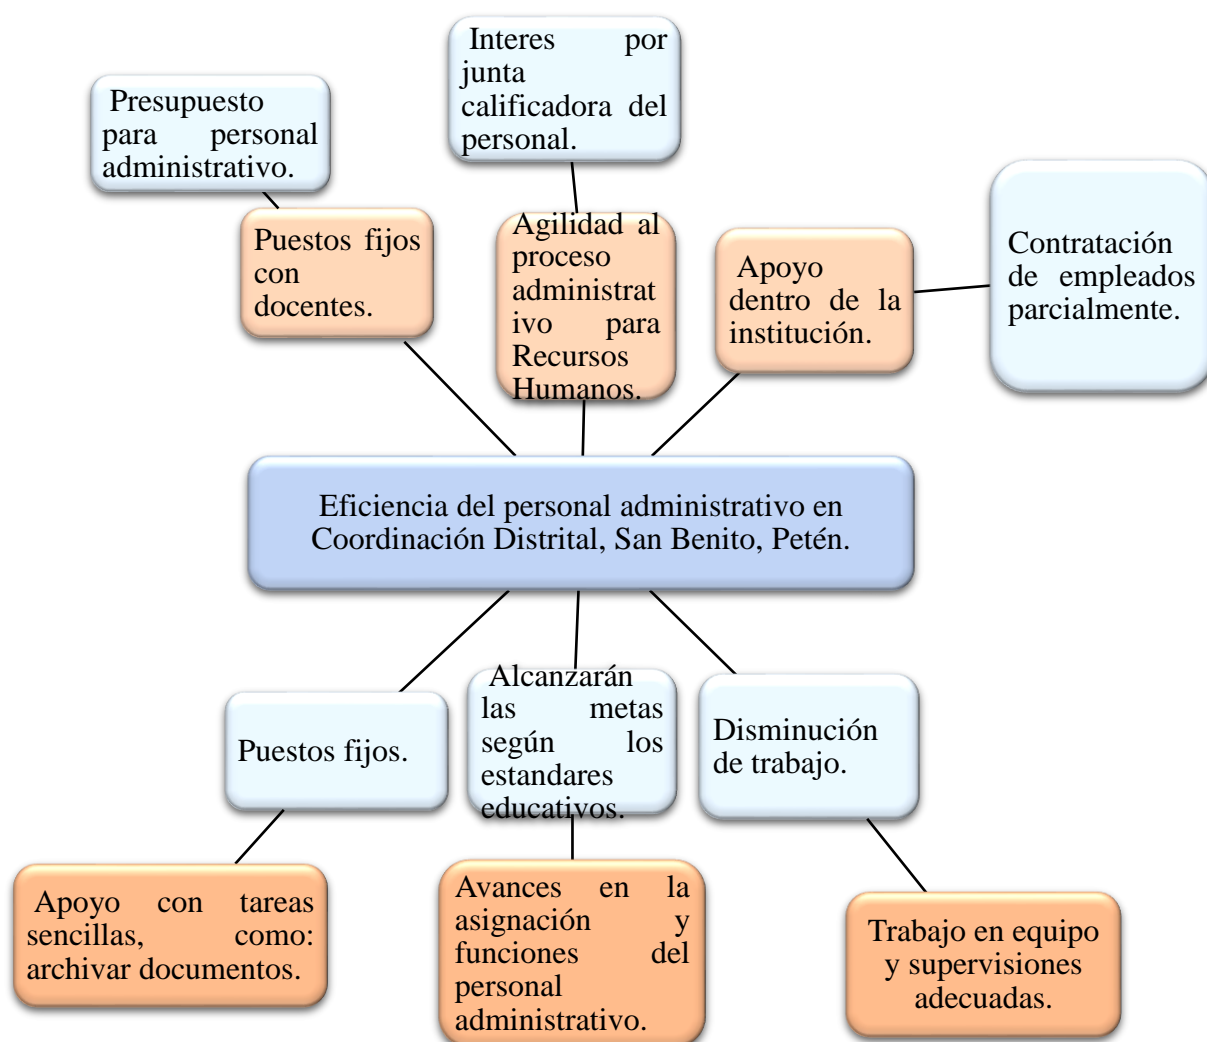 Interes por
junta
calificadora del
personal.
Presupuesto
para personal
administrativo.
Puestos fijos
con
docentes.
Agilidad al
proceso
administrat
ivo para
Recursos
Humanos.
Apoyo
dentro de la
institución.
Contratación
de empleados
parcialmente.
Eficiencia del personal administrativo en
Coordinación Distrital, San Benito, Petén.
Puestos fijos.
Alcanzarán
las metas
según los
estandares
educativos.
Disminución
de trabajo.
Apoyo con tareas
sencillas, como:
archivar documentos.
Avances en la
asignación y
funciones del
personal
administrativo.
Trabajo en equipo
y supervisiones
adecuadas.